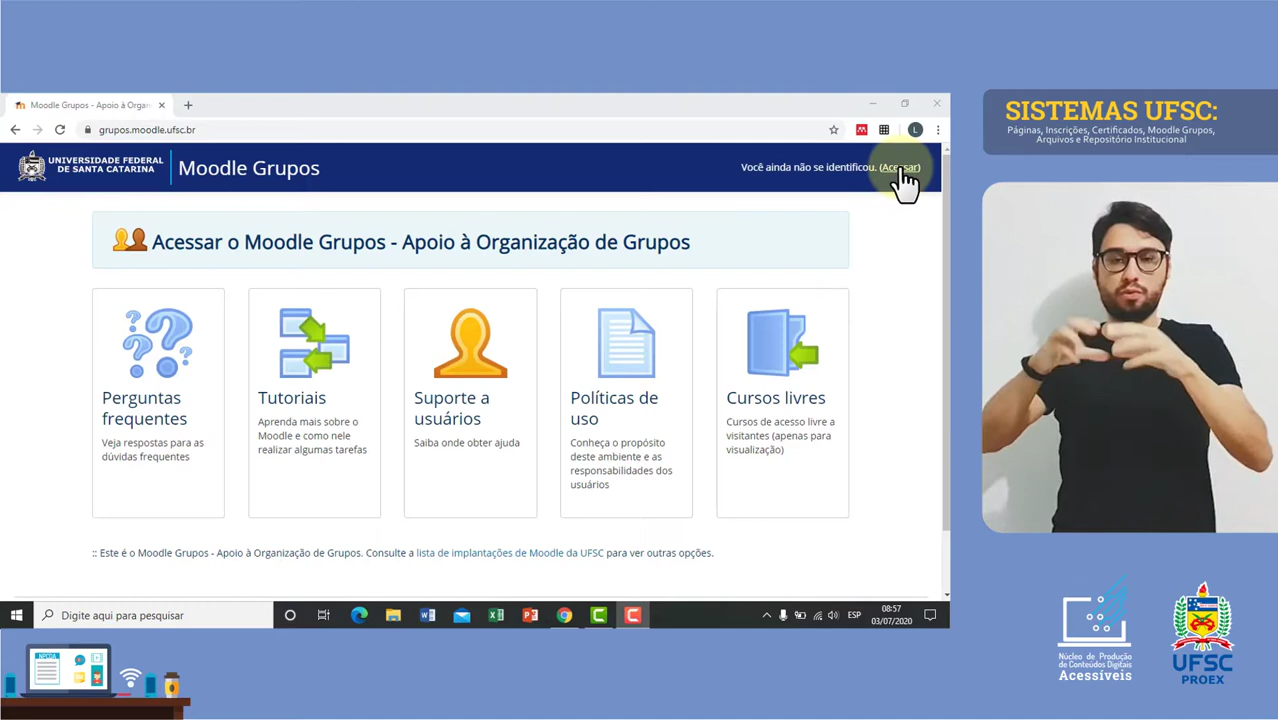 Moodle Grupos - Apoio à Organi
grupos.moodle.ufsc.br
L
UNIVERSIDADE FEDERAL
DE SANTA CATARINA
Moodle Grupos
Você ainda não se identificou. (Acessar)
Acessar o Moodle Grupos - Apoio à Organização de Grupos
Perguntas
frequentes
Veja respostas para as
dúvidas frequentes
Tutoriais
Aprenda mais sobre o
Moodle e como nele
realizar algumas tarefas
Suporte a
usuários
Saiba onde obter ajuda
Políticas de
uso
Conheça o propósito
deste ambiente e as
responsabilidades dos
usuários
Cursos livres
Cursos de acesso livre a
visitantes (apenas para
visualização)
:: Este é o Moodle Grupos - Apoio à Organização de Grupos. Consulte a lista de implantações de Moodle da UFSC para ver outras opções.
Digite aqui para pesquisar
ESP
08:57
03/07/2020
SISTEMAS UFSC:
Páginas, Inscrições, Certificados, Moodle Grupos,
Arquivos e Repositório Institucional
Núcleo de Produção
de Conteúdos Digitais
Acessíveis
UFSC
PROEX
NPCDA